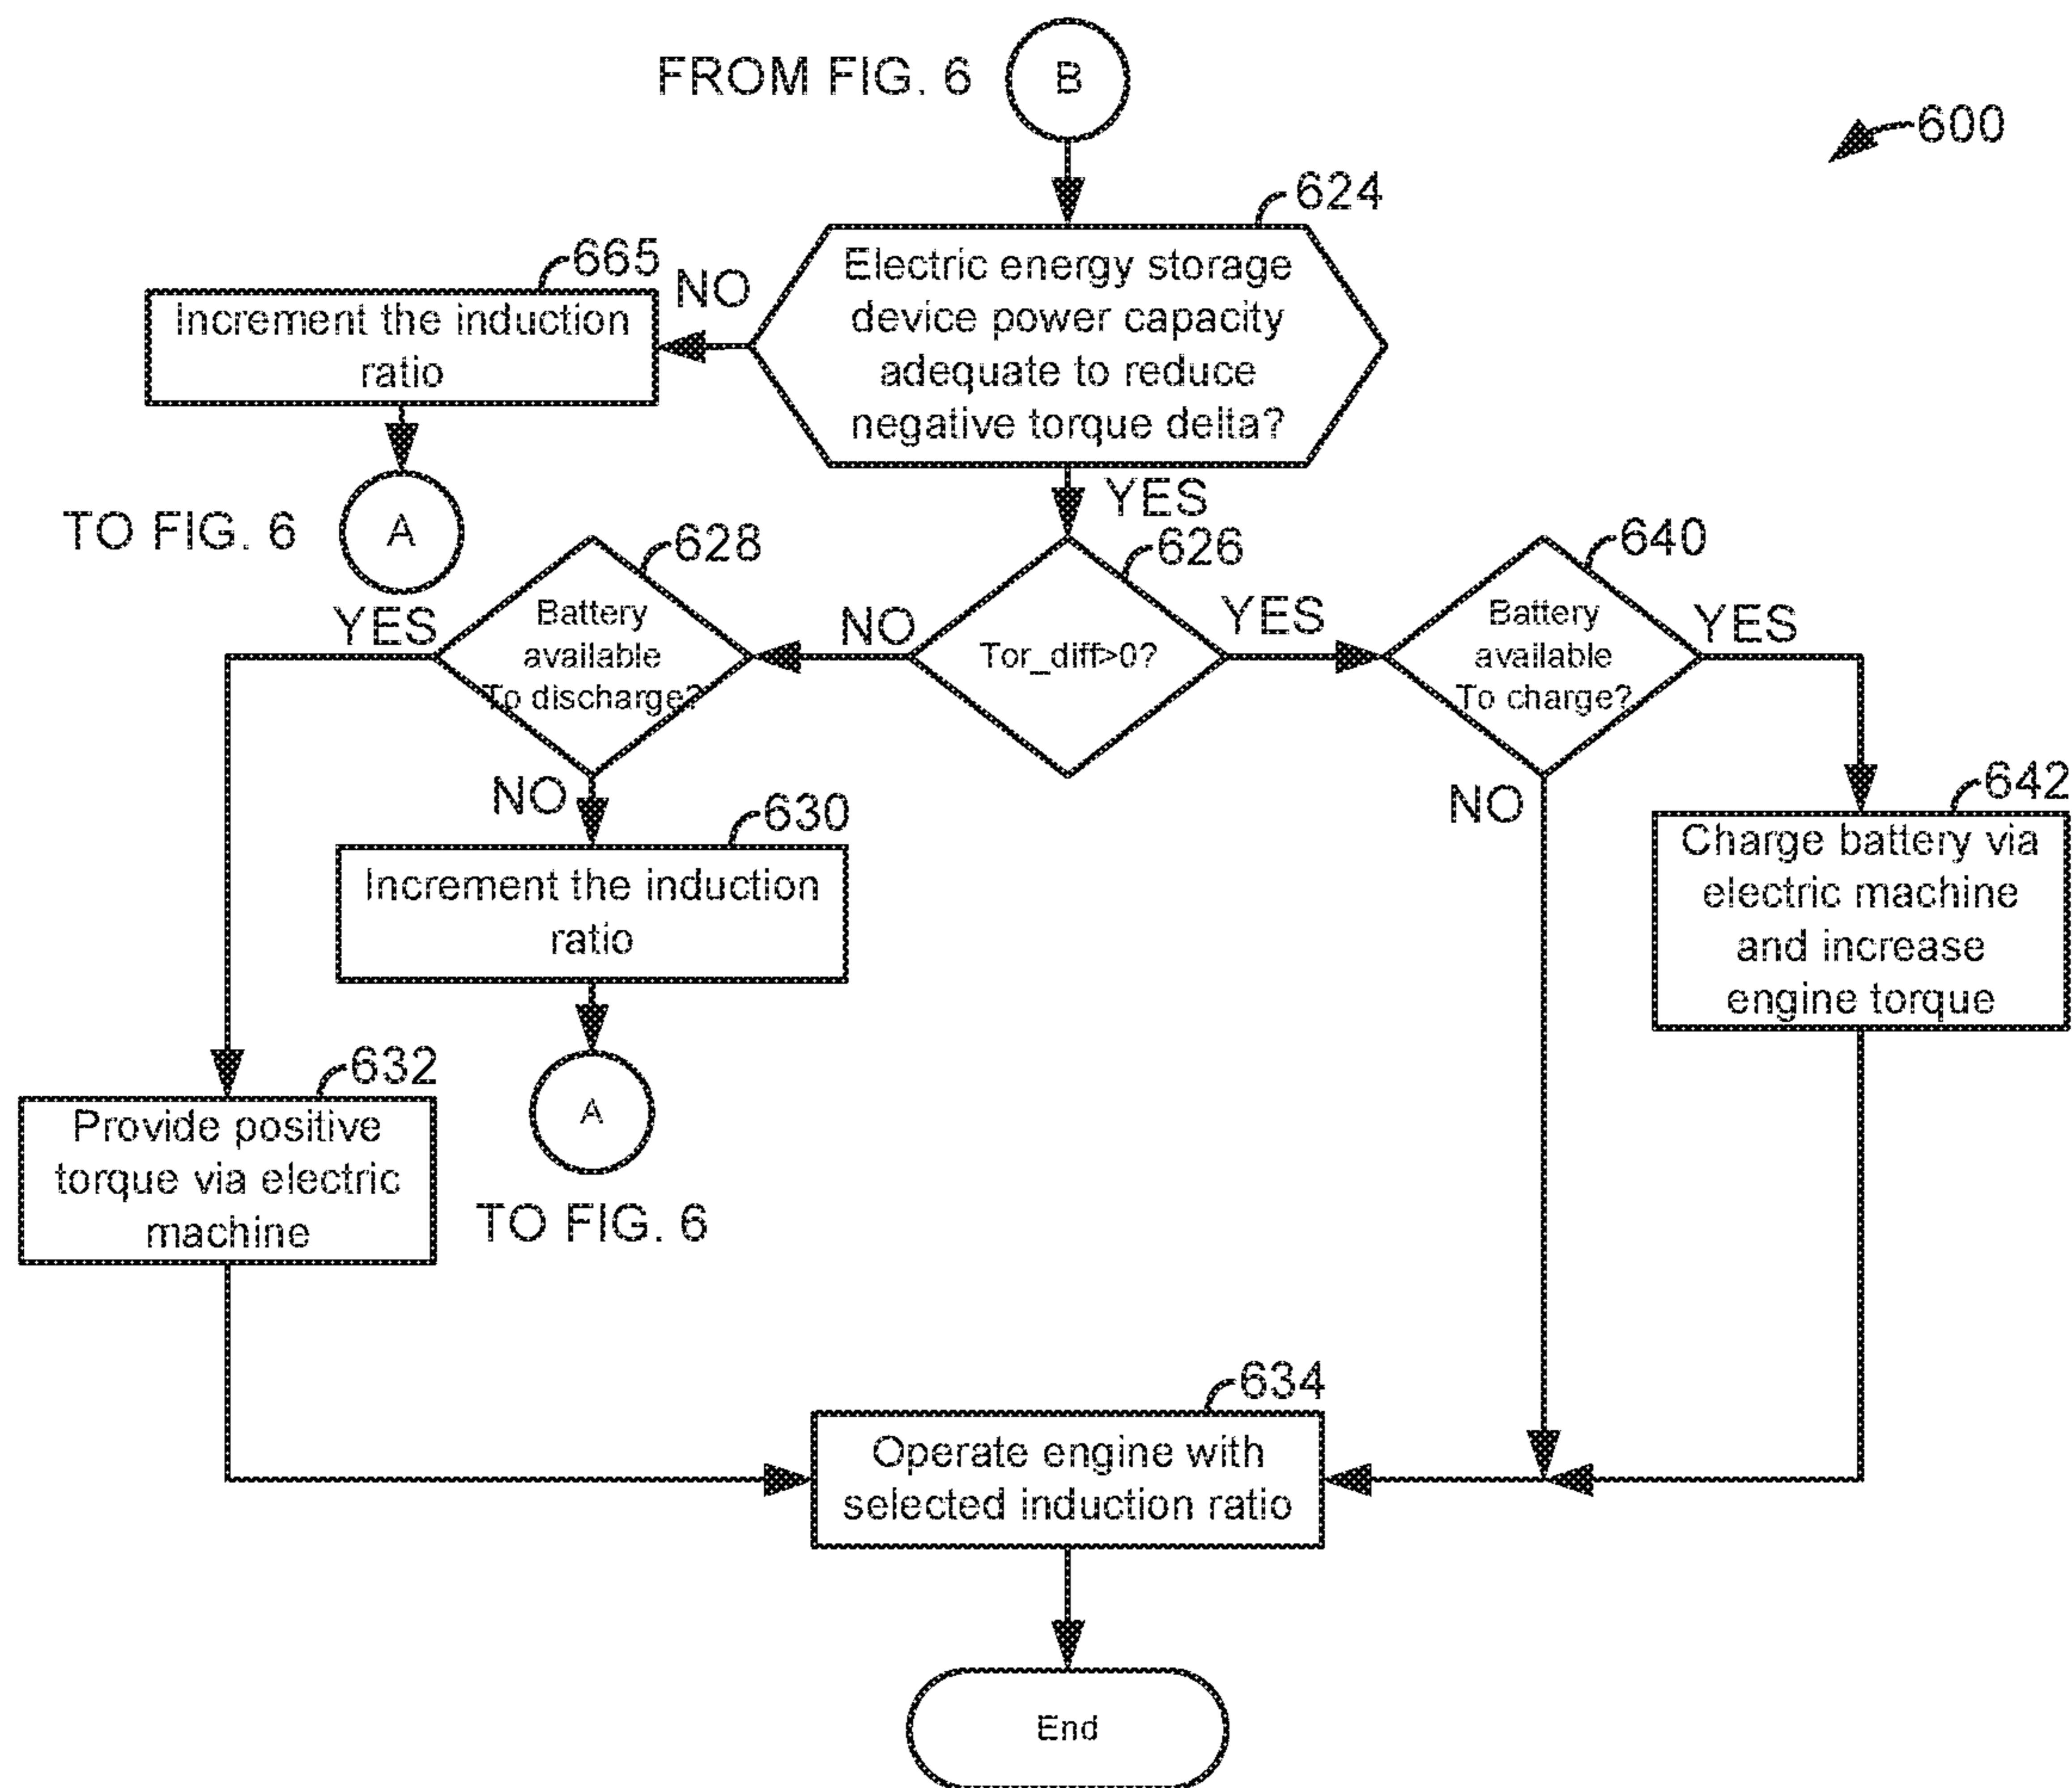 FROM FIG. 6
B
600
624
Electric energy storage
device power capacity
adequate to reduce
negative torque delta?
665
NO
Increment the induction
ratio
TO FIG. 6
A
YES
628
626
640
YES
Battery
available
To discharge?
NO
Tor_diff>0?
YES
Battery
available
To charge?
YES
NO
630
Increment the induction
ratio
NO
642
Charge battery via
electric machine
and increase
engine torque
632
Provide positive
torque via electric
machine
A
TO FIG. 6
634
Operate engine with
selected induction ratio
End